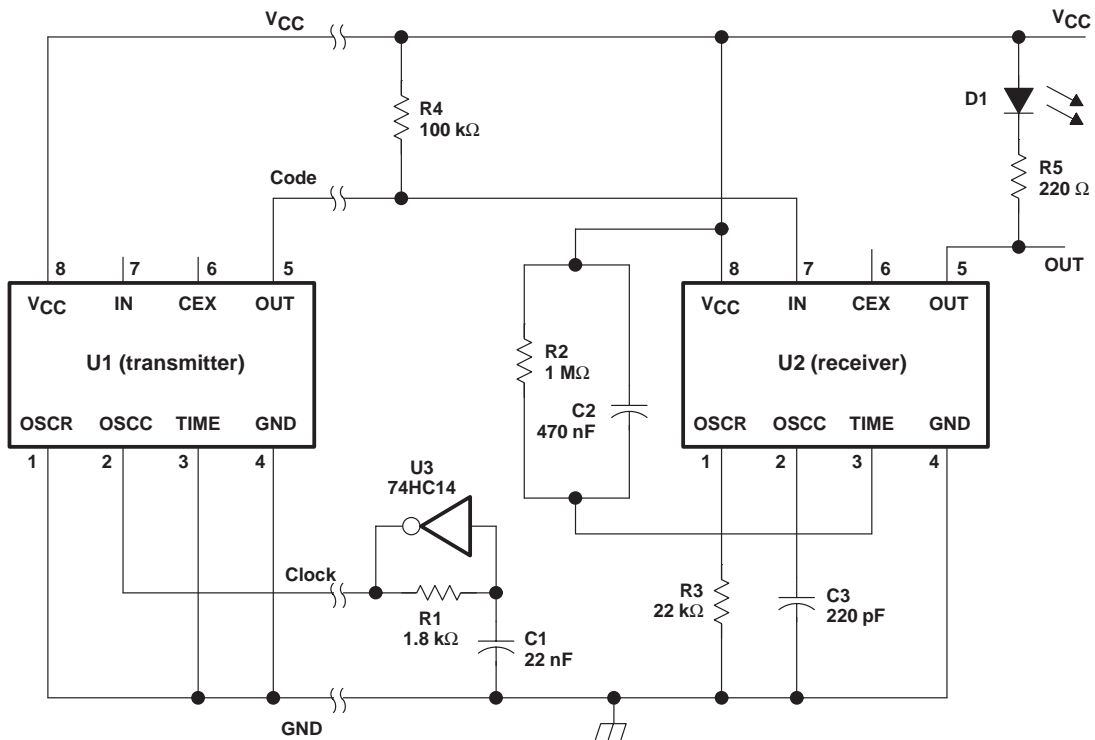 VCC
VCC
D1
R4
100 kΩ
R5
220 Ω
Code
OUT
8 7 6 5
VCC IN CEX OUT
U1 (transmitter)
OSCR OSCC TIME GND
1 2 3 4
8 7 6 5
VCC IN CEX OUT
U2 (receiver)
OSCR OSCC TIME GND
1 2 3 4
R2
1 MΩ
C2
470 nF
U3
74HC14
Clock
R1
1.8 kΩ
C1
22 nF
R3
22 kΩ
C3
220 pF
GND